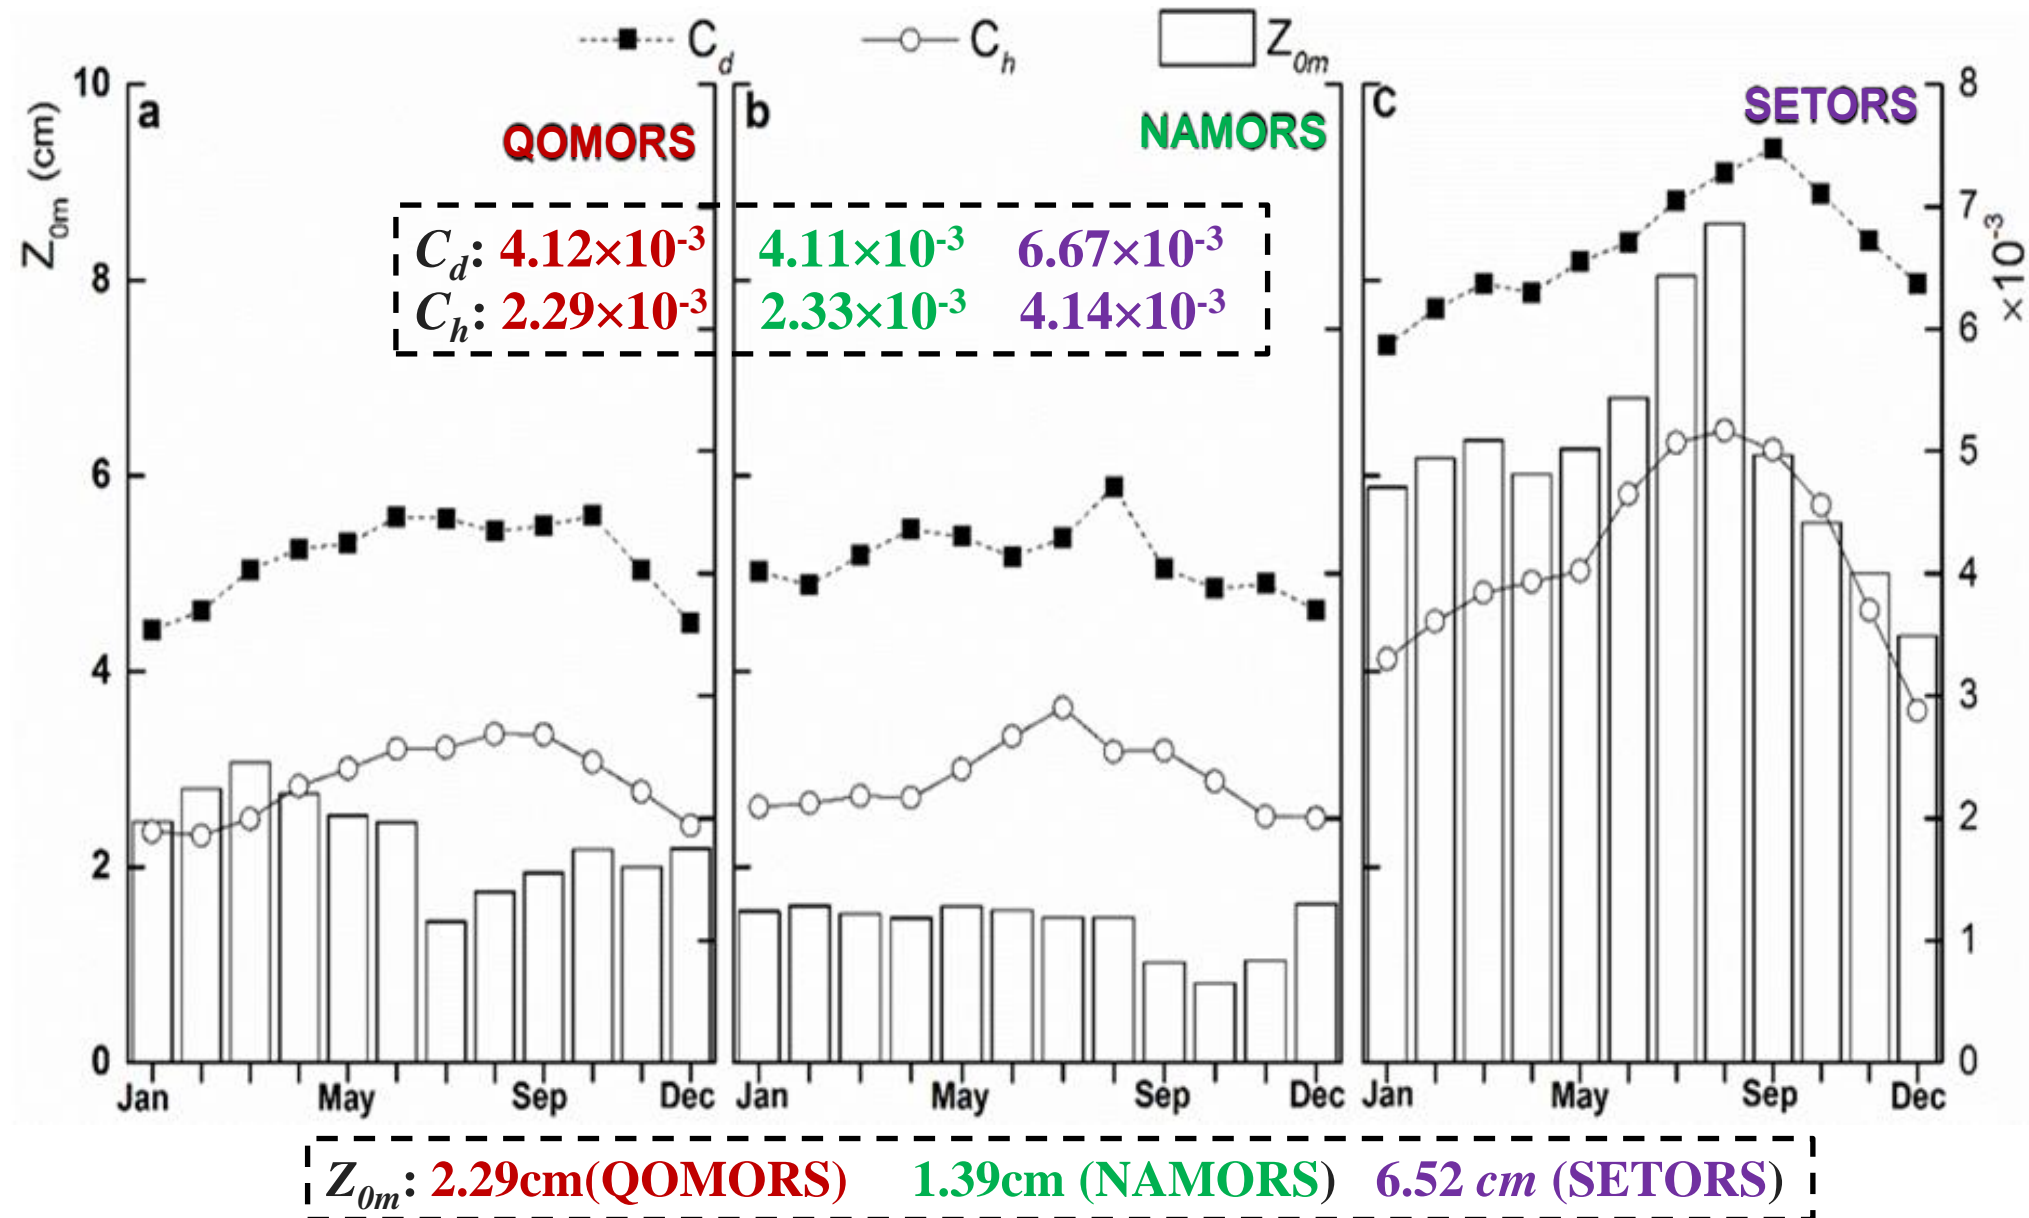 C_d C_h Z_0m
Z_0m (cm)
10
8
6
4
2
0
a QOMORS
b NAMORS
c SETORS
C_d: 4.12×10^-3 4.11×10^-3 6.67×10^-3
C_h: 2.29×10^-3 2.33×10^-3 4.14×10^-3
8
7
6
5
4
3
2
1
0
×10^-3
Jan May Sep Dec Jan May Sep Dec Jan May Sep Dec
Z_0m: 2.29cm(QOMORS) 1.39cm (NAMORS) 6.52 cm (SETORS)